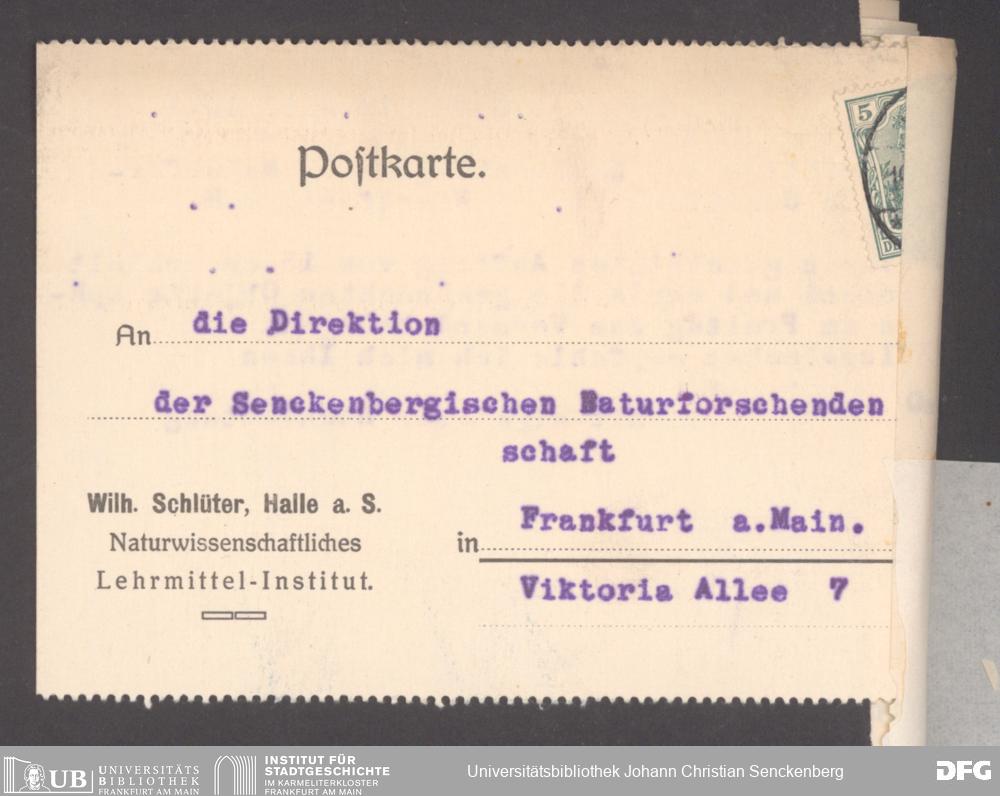 5
Poſtkarte.
An die Direktion
der Senckenbergischen Naturforschenden
schaft
Wilh. Schlüter, Halle a. S.
Naturwissenschaftliches
Lehrmittel-Institut.
in Frankfurt a.Main.
Viktoria Allee 7
UB UNIVERSITÄTS
BIBLIOTHEK
FRANKFURT AM MAIN
INSTITUT FÜR
STADTGESCHICHTE
IM KARMELITERKLOSTER
FRANKFURT AM MAIN
Universitätsbibliothek Johann Christian Senckenberg
DFG